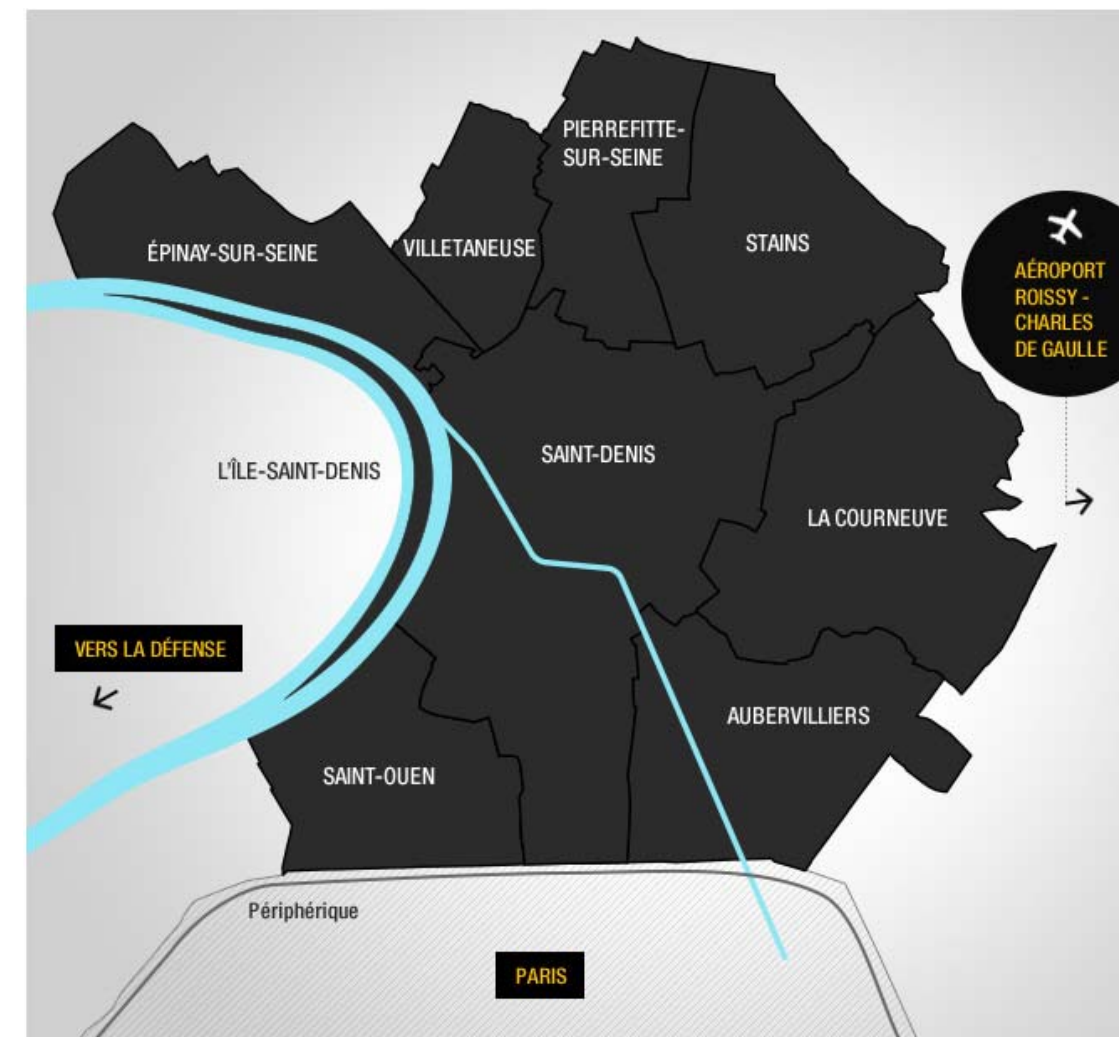 PIERREFITTE-
SUR-SEINE
ÉPINAY-SUR-SEINE
VILLETANEUSE
STAINS
AÉROPORT
ROISSY -
CHARLES
DE GAULLE
L'ÎLE-SAINT-DENIS
SAINT-DENIS
LA COURNEUVE
VERS LA DÉFENSE
AUBERVILLIERS
SAINT-OUEN
Périphérique
PARIS